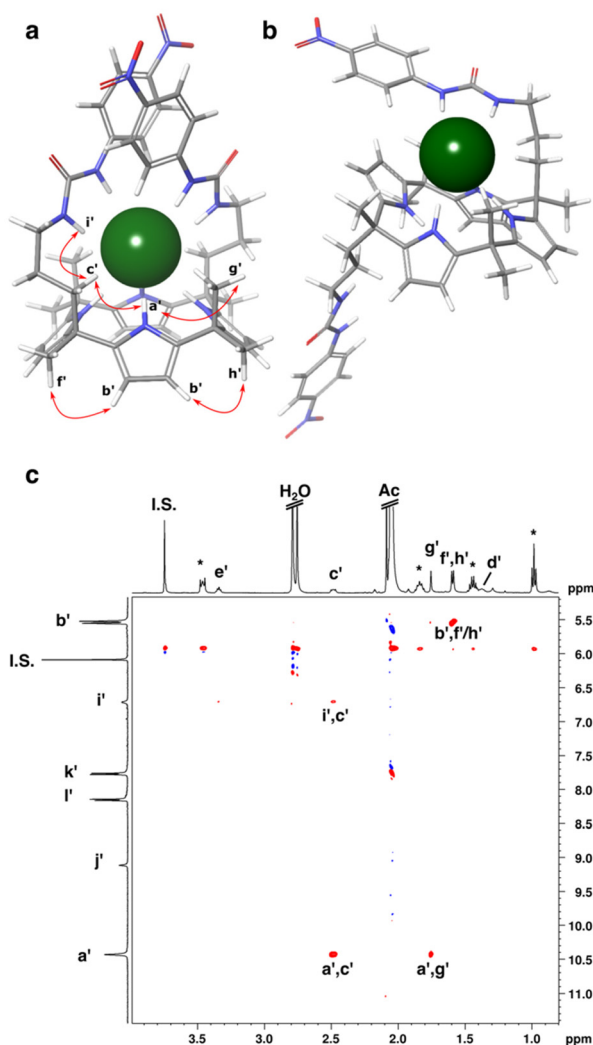 a
b
i'
c'
a'
g'
f'
b'
b'
h'
c
I.S.
*
e'
H₂O
c'
Ac
*
g'
f',h'
*
d'
*
ppm
b'
b',f'/h'
5.5
I.S.
6.0
i'
i',c'
6.5
7.0
k'
7.5
l'
8.0
8.5
j'
9.0
9.5
10.0
a'
a',c'
a',g'
10.5
11.0
3.5 3.0 2.5 2.0 1.5 1.0 ppm